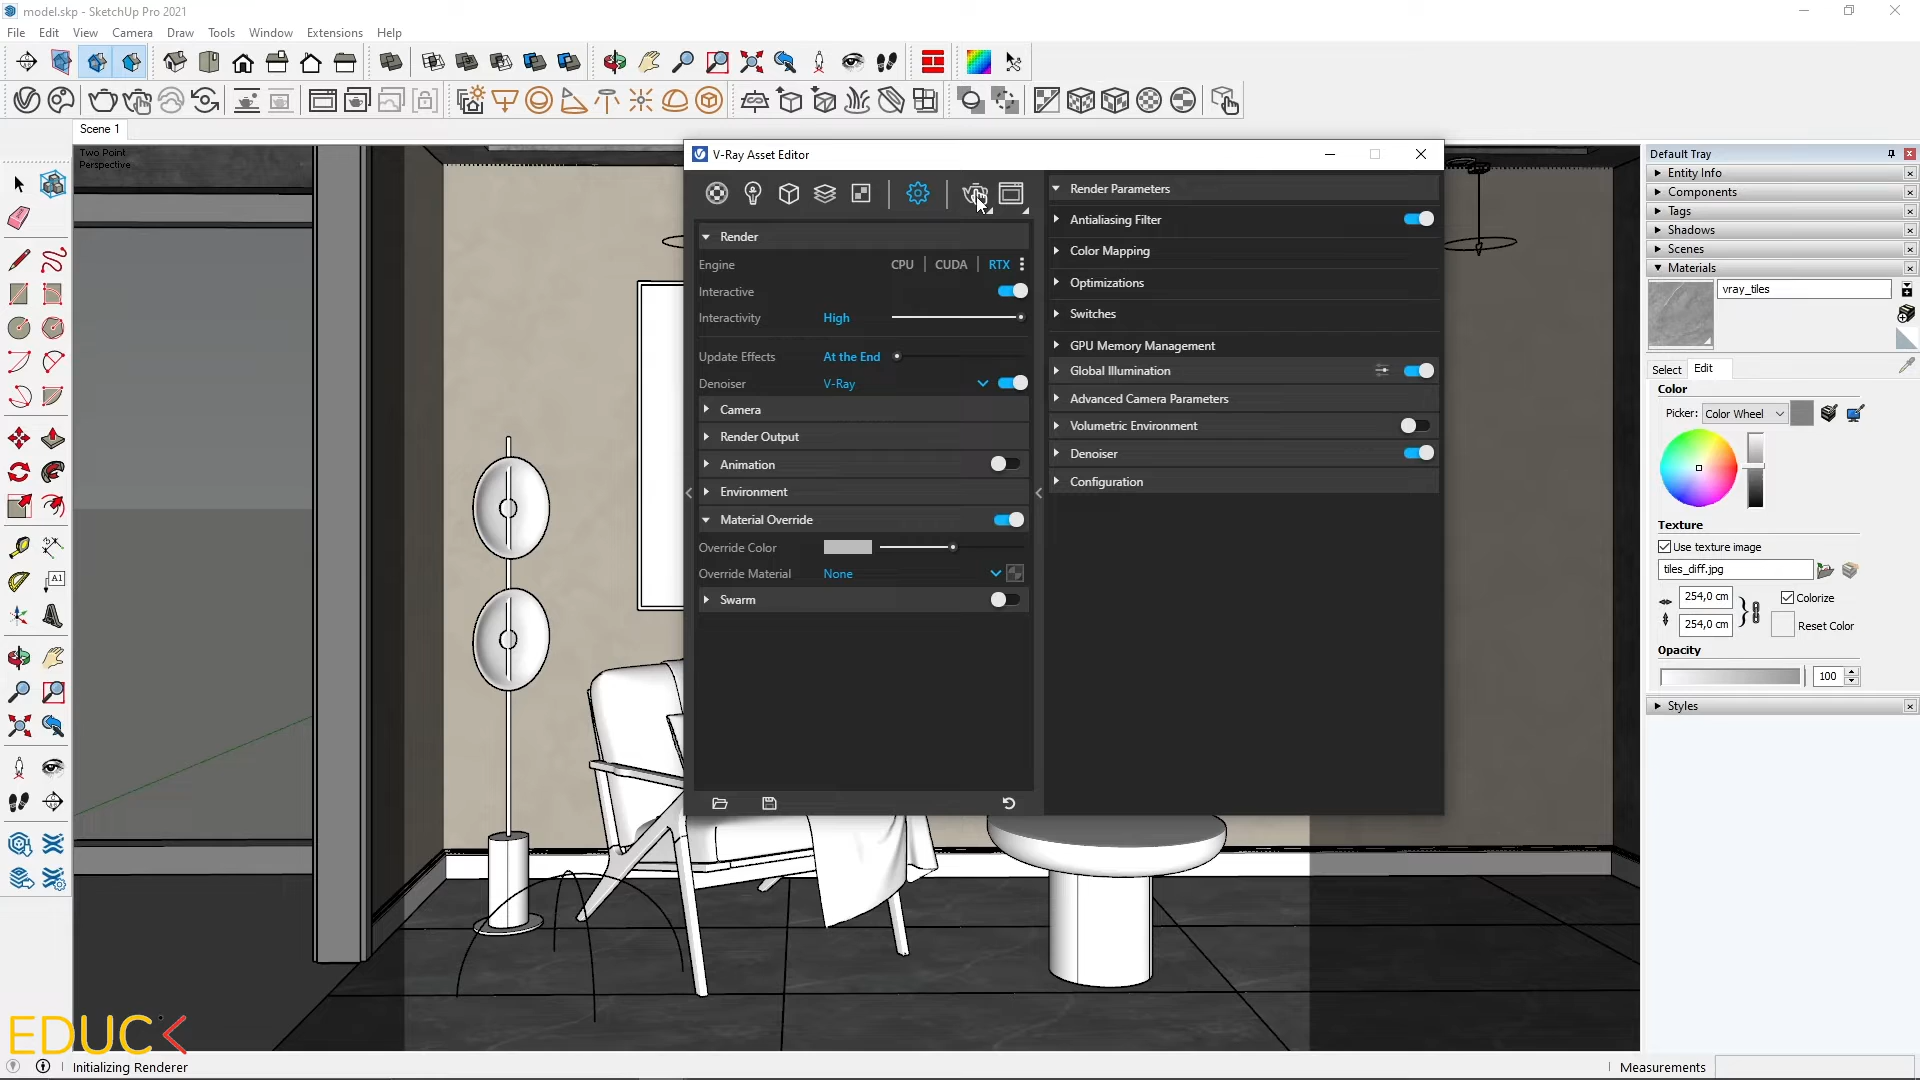 model.skp - SketchUp Pro 2021
File Edit View Camera Draw Tools Window Extensions Help
Scene 1
Two Point
Perspective
V-Ray Asset Editor
Render
Engine CPU CUDA RTX
Interactive
Interactivity High
Update Effects At the End
Denoiser V-Ray
Camera
Render Output
Animation
Environment
Material Override
Override Color
Override Material None
Swarm
Render Parameters
Antialiasing Filter
Color Mapping
Optimizations
Switches
GPU Memory Management
Global Illumination
Advanced Camera Parameters
Volumetric Environment
Denoiser
Configuration
Default Tray
Entity Info
Components
Tags
Shadows
Scenes
Materials
vray_tiles
Select Edit
Color
Picker: Color Wheel
Texture
Use texture image
tiles_diff.jpg
254,0 cm
Colorize
254,0 cm
Reset Color
Opacity
100
Styles
A1
EDUC
Initializing Renderer
Measurements